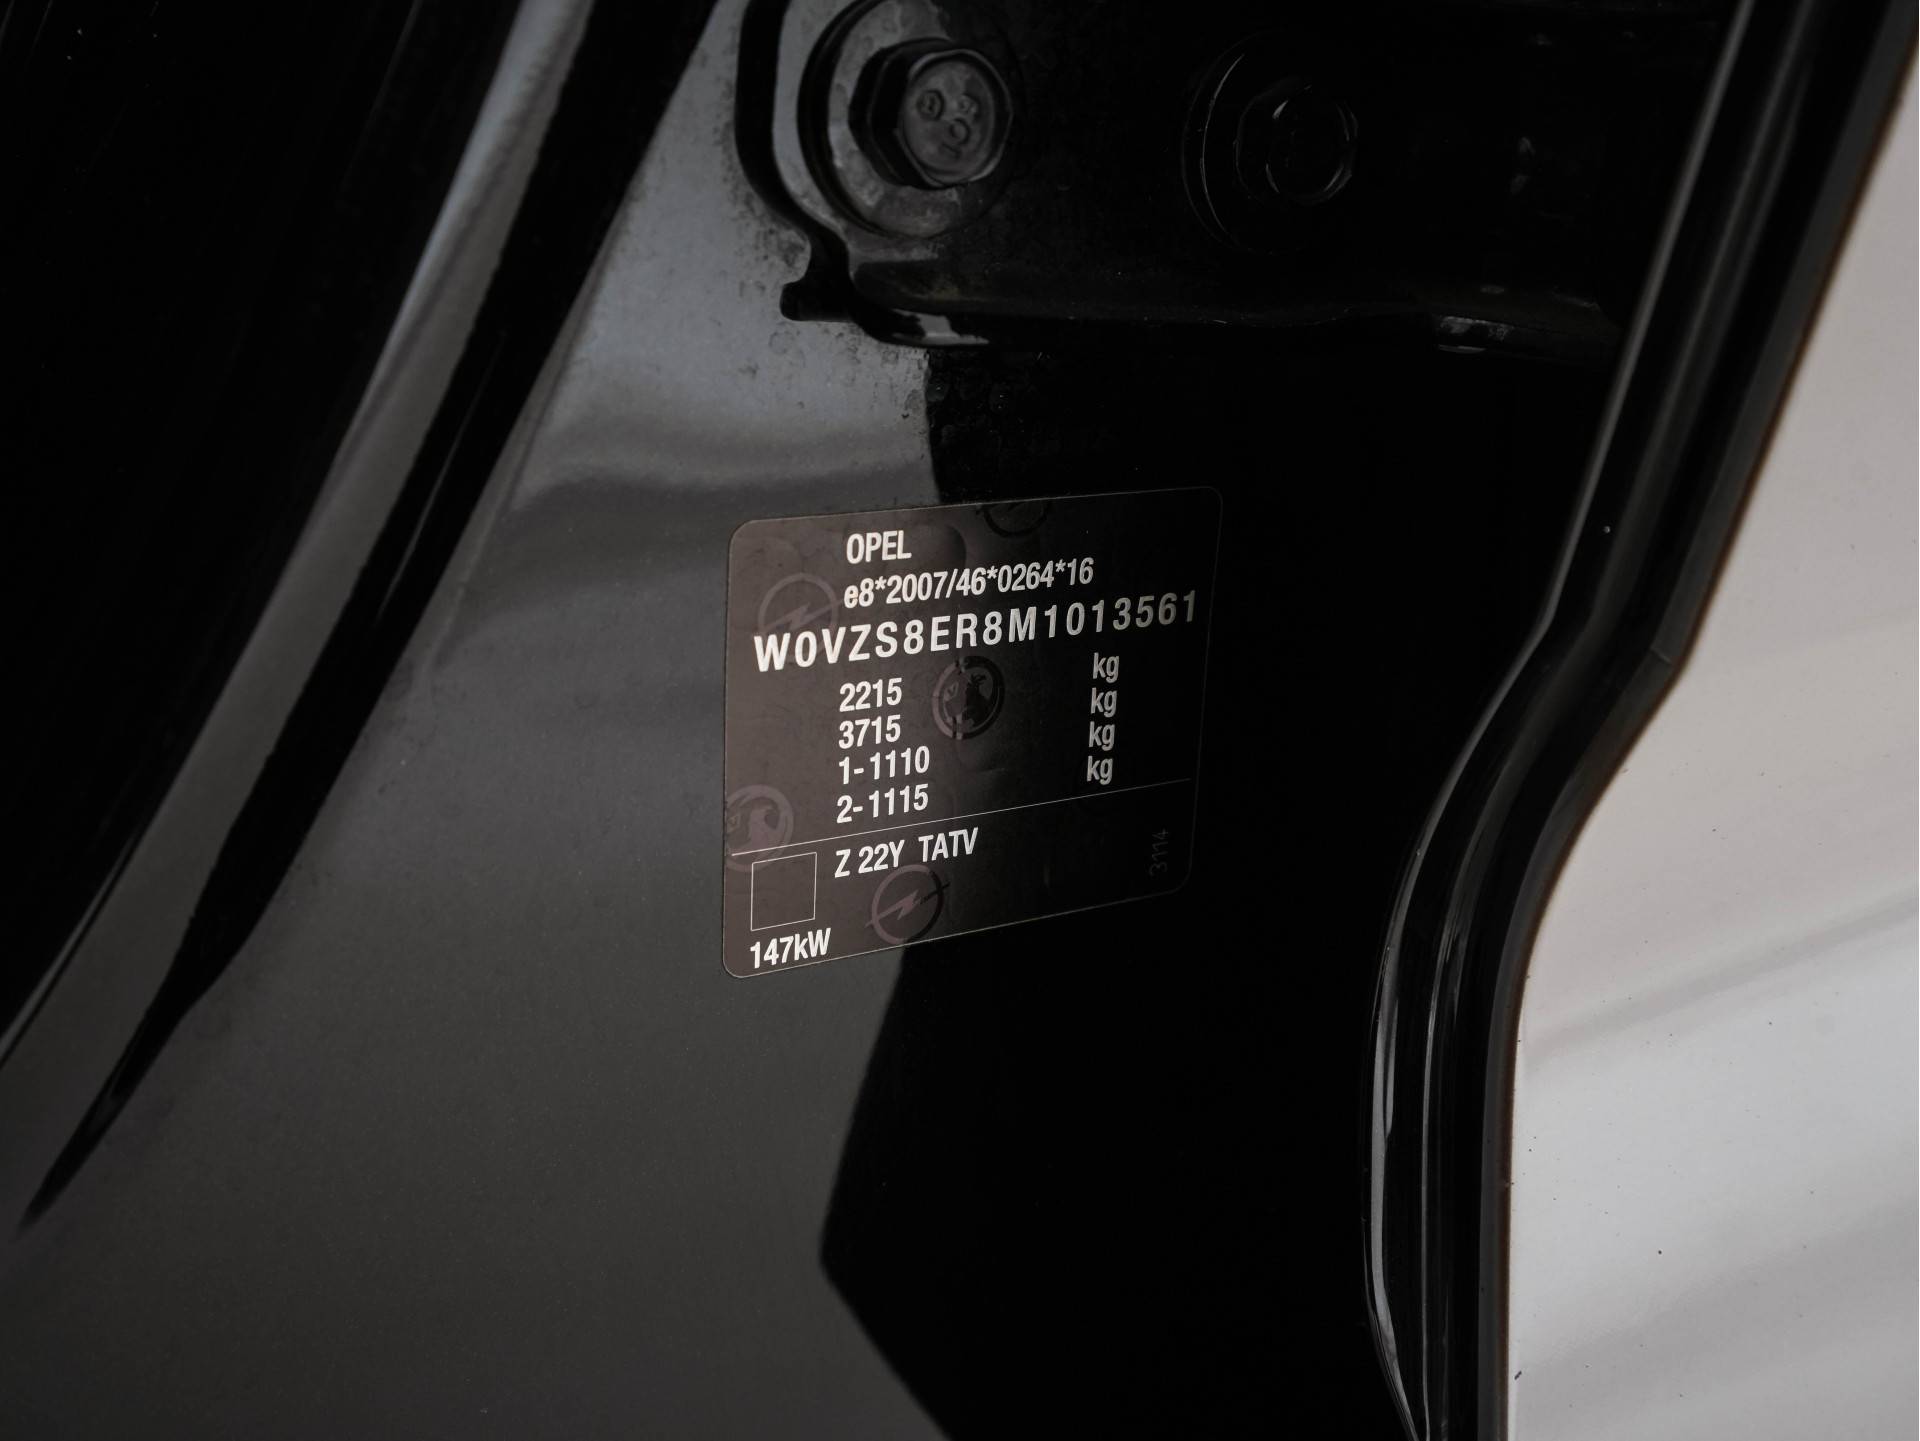 OPEL
e8*2007/46*0264*16
W0VZS8ER8M1013561
2215 kg
3715 kg
1-1110 kg
2-1115 kg
Z 22Y TATV
3114
147kW